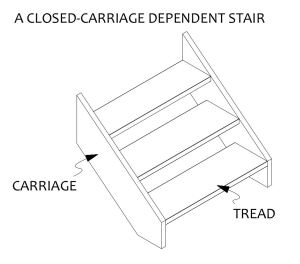 A CLOSED-CARRIAGE DEPENDENT STAIR
CARRIAGE
TREAD